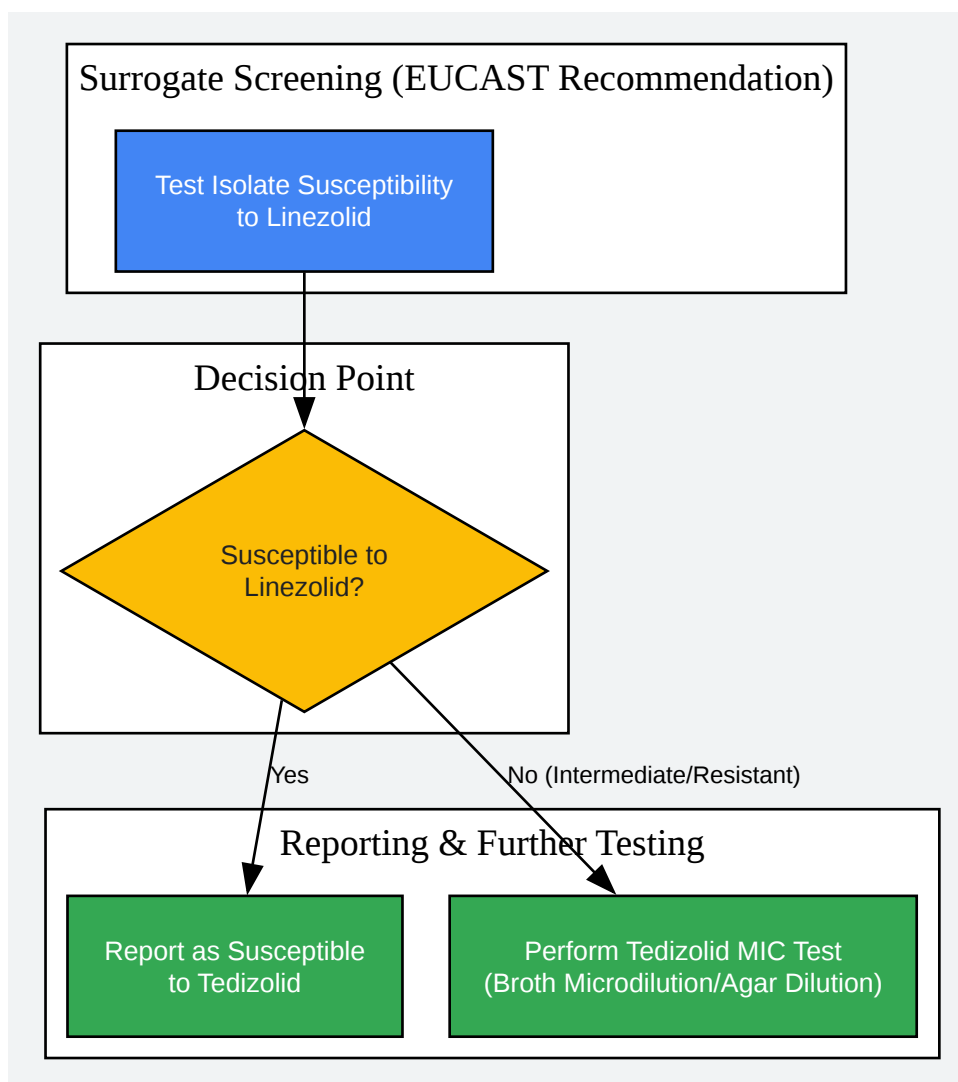 Surrogate Screening (EUCAST Recommendation)
Test Isolate Susceptibility
to Linezolid
Decision Point
Susceptible to
Linezolid?
Yes
No (Intermediate/Resistant)
Reporting & Further Testing
Report as Susceptible
to Tedizolid
Perform Tedizolid MIC Test
(Broth Microdilution/Agar Dilution)